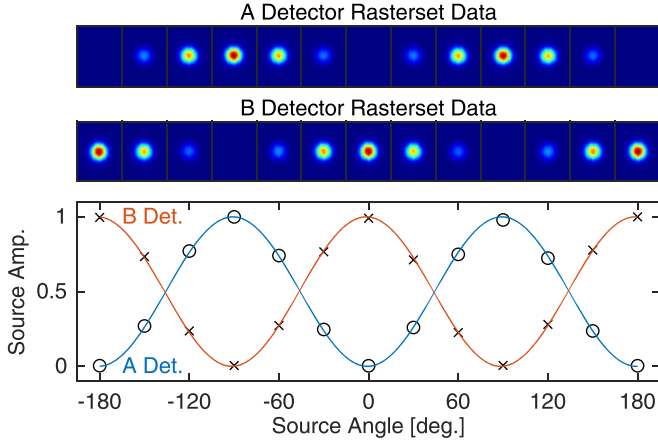 A Detector Rasterset Data
B Detector Rasterset Data
Source Amp.
1
0.5
0
B Det.
A Det.
-180 -120 -60 0 60 120 180
Source Angle [deg.]